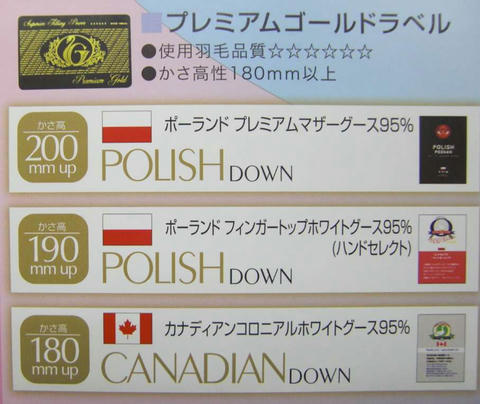 Superior Filling Power
G
Premium Gold
プレミアムゴールドラベル
●使用羽毛品質☆☆☆☆☆☆
●かさ高性180mm以上
かさ高
200
mm up
ポーランド プレミアムマザーグース95%
POLISH DOWN
POLISH
かさ高
190
mm up
ポーランド フィンガートップホワイトグース95%
(ハンドセレクト)
POLISH DOWN
かさ高
180
mm up
カナディアンコロニアルホワイトグース95%
CANADIAN DOWN